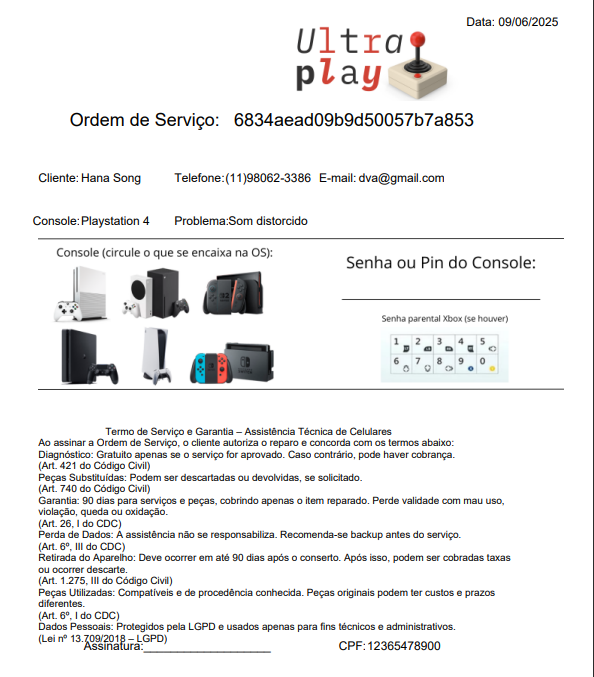 Data: 09/06/2025
Ultra
play
Ordem de Serviço: 6834aead09b9d50057b7a853
Cliente: Hana Song Telefone:(11)98062-3386 E-mail: dva@gmail.com
Console:Playstation 4 Problema:Som distorcido
Console (circule o que se encaixa na OS):
Senha ou Pin do Console:
Senha parental Xbox (se houver)
1 2 3 4 5
6 7 8 9 0
Termo de Serviço e Garantia – Assistência Técnica de Celulares
Ao assinar a Ordem de Serviço, o cliente autoriza o reparo e concorda com os termos abaixo:
Diagnóstico: Gratuito apenas se o serviço for aprovado. Caso contrário, pode haver cobrança.
(Art. 421 do Código Civil)
Peças Substituídas: Podem ser descartadas ou devolvidas, se solicitado.
(Art. 740 do Código Civil)
Garantia: 90 dias para serviços e peças, cobrindo apenas o item reparado. Perde validade com mau uso,
violação, queda ou oxidação.
(Art. 26, I do CDC)
Perda de Dados: A assistência não se responsabiliza. Recomenda-se backup antes do serviço.
(Art. 6º, III do CDC)
Retirada do Aparelho: Deve ocorrer em até 90 dias após o conserto. Após isso, podem ser cobradas taxas
ou ocorrer descarte.
(Art. 1.275, III do Código Civil)
Peças Utilizadas: Compatíveis e de procedência conhecida. Peças originais podem ter custos e prazos
diferentes.
(Art. 6º, I do CDC)
Dados Pessoais: Protegidos pela LGPD e usados apenas para fins técnicos e administrativos.
(Lei nº 13.709/2018 – LGPD)
Assinatura:____________________ CPF: 12365478900